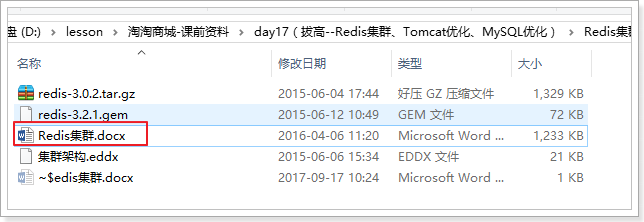 盘 (D:) > lesson > 淘淘商城-课前资料 > day17（拔高--Redis集群、Tomcat优化、MySQL优化） > Redis集
名称 修改日期 类型 大小
redis-3.0.2.tar.gz 2015-06-04 17:44 好压 GZ 压缩文件 1,329 KB
redis-3.2.1.gem 2015-06-12 10:49 GEM 文件 72 KB
Redis集群.docx 2016-04-06 11:20 Microsoft Word ... 1,233 KB
集群架构.eddx 2015-06-06 15:34 EDDX 文件 21 KB
~$edis集群.docx 2017-09-17 10:24 Microsoft Word ... 1 KB